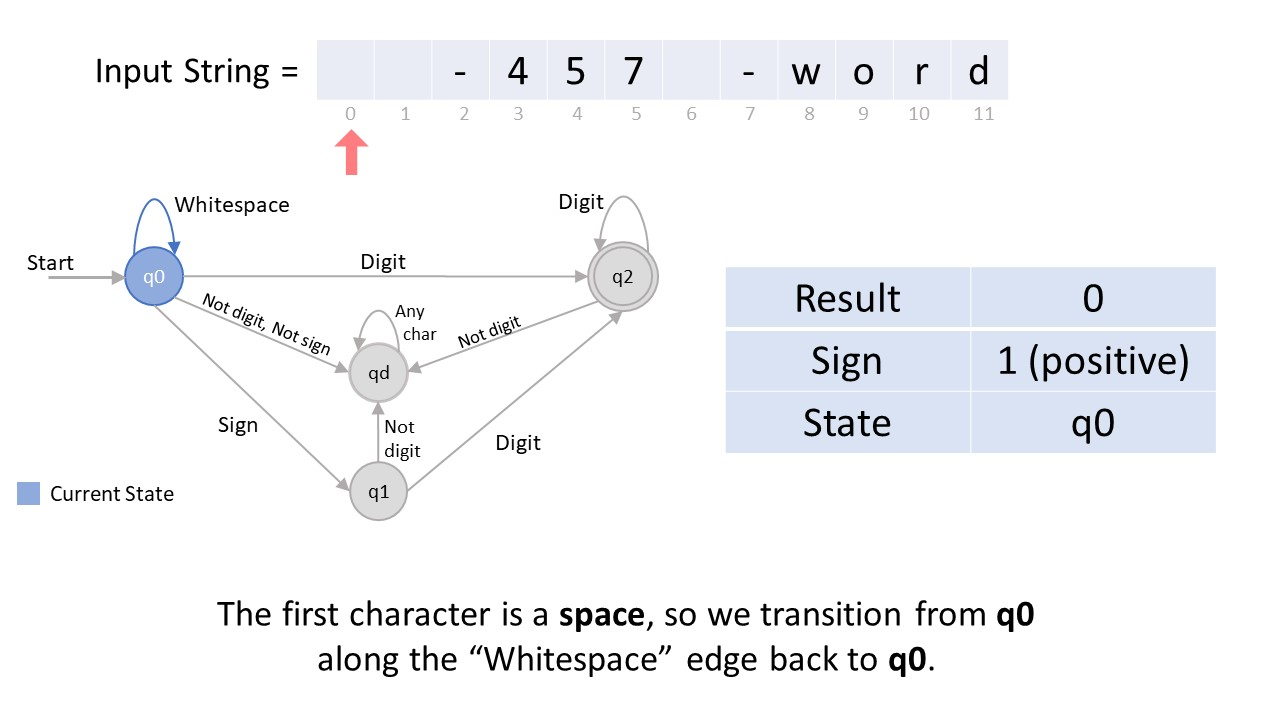 Input String = - 4 5 7 - w o r d
0 1 2 3 4 5 6 7 8 9 10 11
Whitespace
Digit
Start
Digit
q0
q2
Not digit, Not sign
Any
char
Not digit
qd
Sign
Not
digit
Digit
q1
Current State
Result 0
Sign 1 (positive)
State q0
The first character is a space, so we transition from q0
along the “Whitespace” edge back to q0.